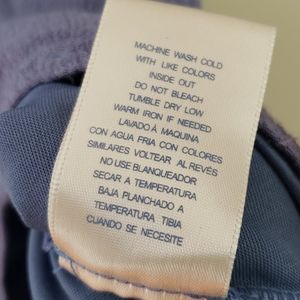 MACHINE WASH COLD
WITH LIKE COLORS
INSIDE OUT
DO NOT BLEACH
TUMBLE DRY LOW
WARM IRON IF NEEDED
LAVADO À MAQUINA
CON AGUA FRIA CON COLORES
SIMILARES VOLTEAR AL REVÉS
NO USE BLANQUEADOR
SECAR A TEMPERATURA
BAJA PLANCHADO A
TEMPERATURA TIBIA
CUANDO SE NECESITE